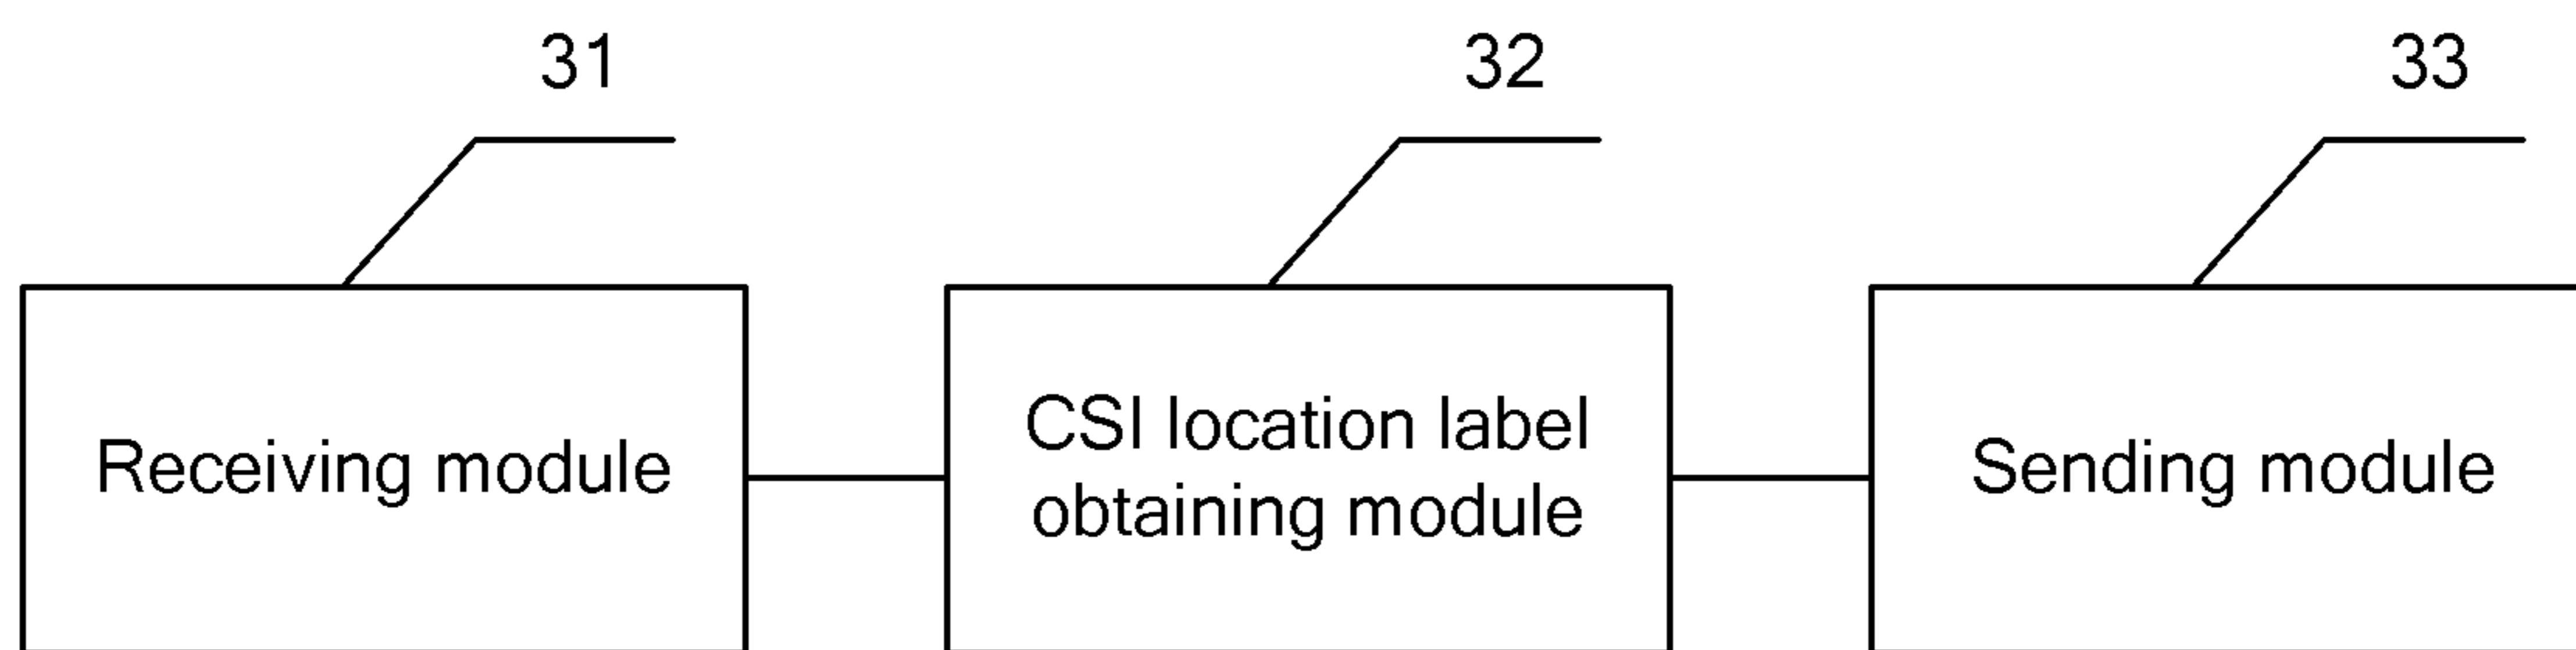 31
32
33
Receiving module
CSI location label
obtaining module
Sending module